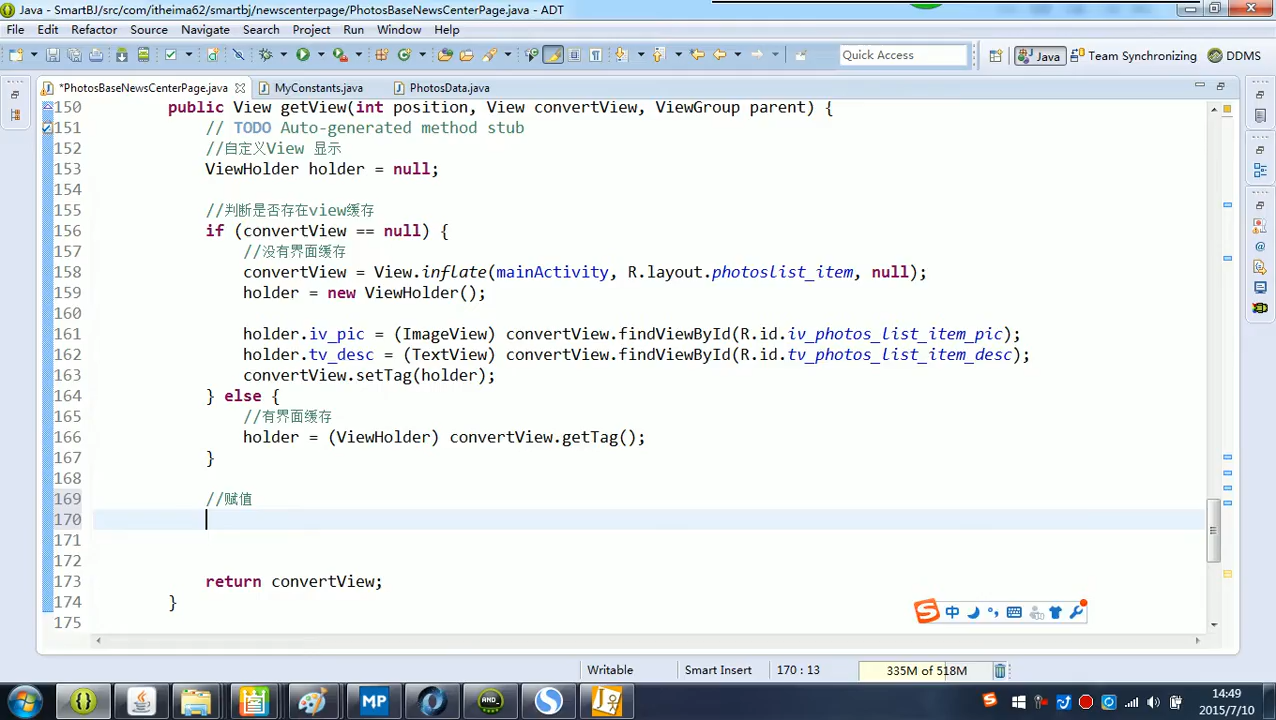 Java - SmartBJ/src/com/itheima62/smartbj/newscenterpage/PhotosBaseNewsCenterPage.java - ADT
File Edit Refactoring Source Navigate Search Project Run Window Help
Quick Access Java Team Synchronizing DDMS
*PhotosBaseNewsCenterPage.java MyConstants.java PhotosData.java
150 public View getView(int position, View convertView, ViewGroup parent) {
151 // TODO Auto-generated method stub
152 //自定义View 显示
153 ViewHolder holder = null;
154
155 //判断是否存在view缓存
156 if (convertView == null) {
157 //没有界面缓存
158 convertView = View.inflate(mainActivity, R.layout.photoslist_item, null);
159 holder = new ViewHolder();
160
161 holder.iv_pic = (ImageView) convertView.findViewById(R.id.iv_photos_list_item_pic);
162 holder.tv_desc = (TextView) convertView.findViewById(R.id.tv_photos_list_item_desc);
163 convertView.setTag(holder);
164 } else {
165 //有界面缓存
166 holder = (ViewHolder) convertView.getTag();
167 }
168
169 //赋值
170
171
172
173 return convertView;
174 }
175
中
Writable Smart Insert 170 : 13 335M of 518M
MP AND_
14:49
2015/7/10